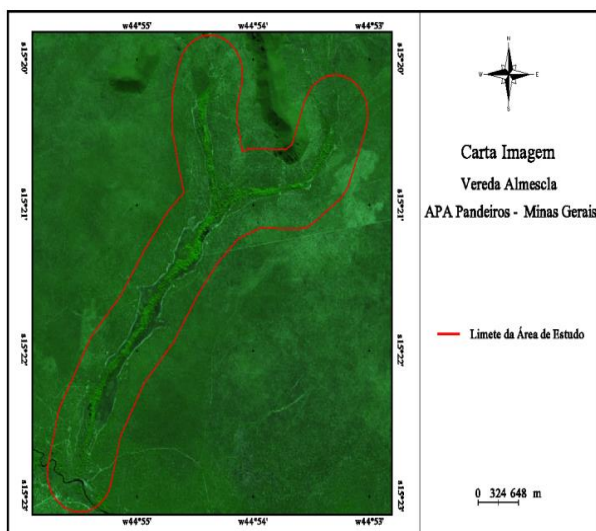 w44°55' w44°54' w44°53'
s15°20' s15°20'
s15°21' s15°21'
s15°22' s15°22'
s15°23' s15°23'
w44°55' w44°54' w44°53'
N
W E
S
Carta Imagem
Vereda Almescla
APA Pandeiros - Minas Gerais
Limete da Área de Estudo
0 324 648 m